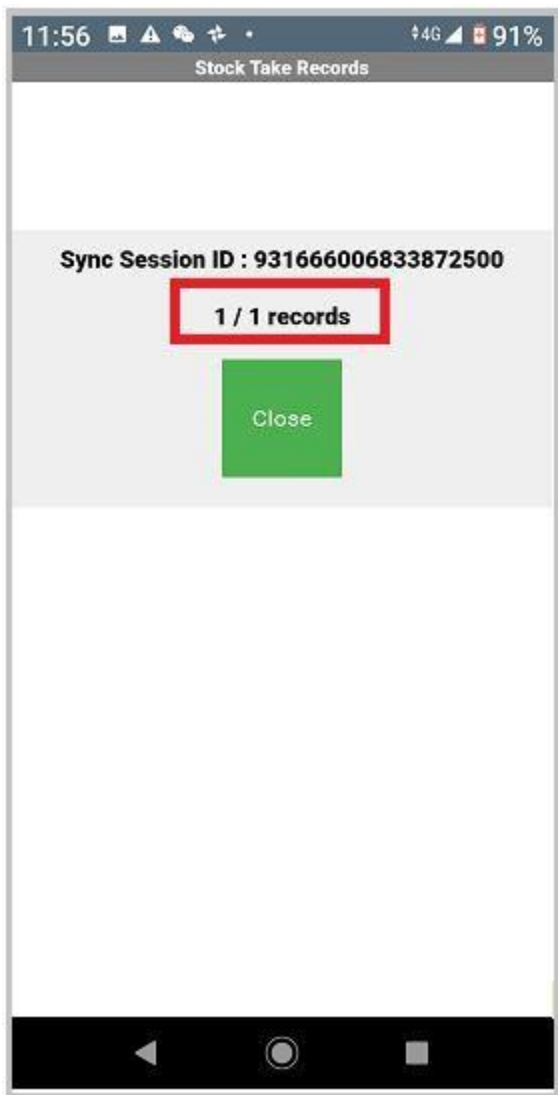 11:56 4G 91%
Stock Take Records
Sync Session ID : 931666006833872500
1 / 1 records
Close